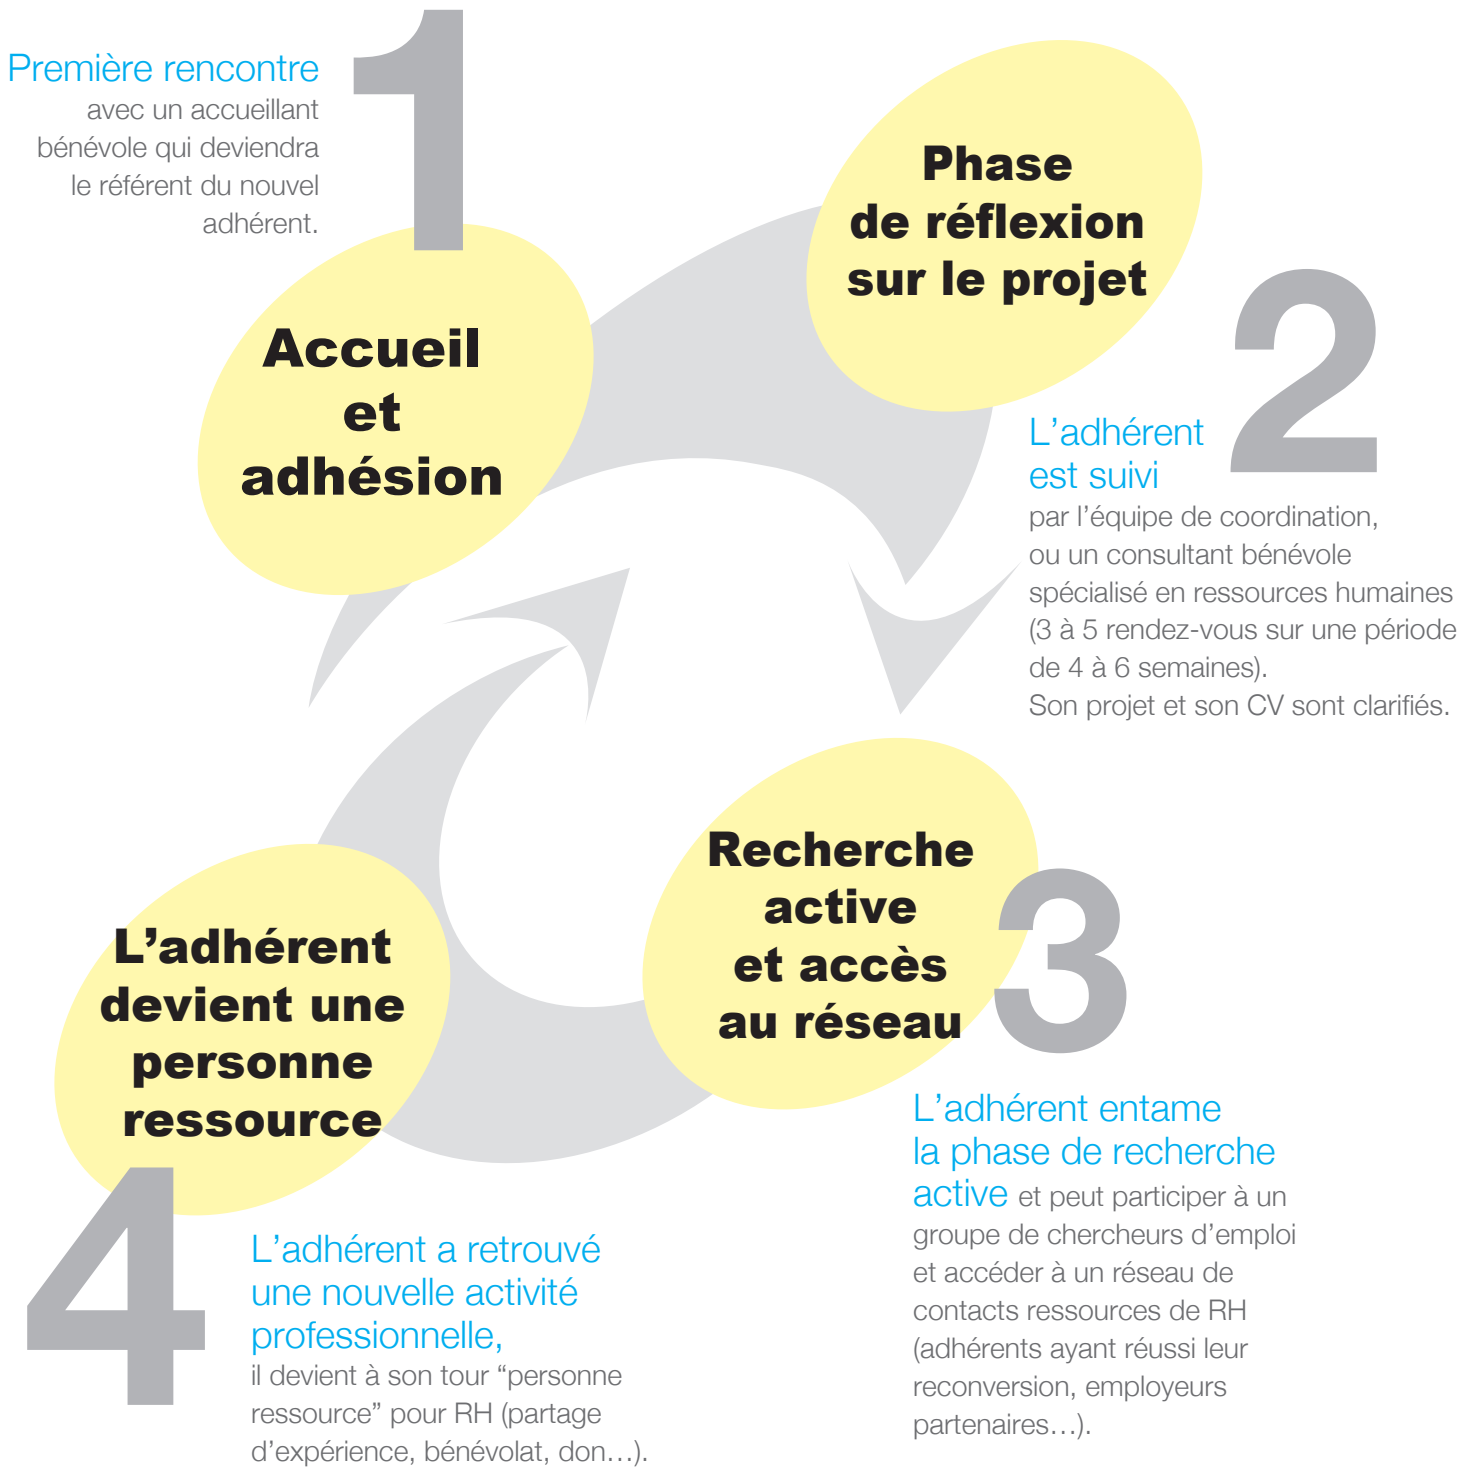 1
Première rencontre
avec un accueillant
bénévole qui deviendra
le référent du nouvel
adhérent.
Accueil
et
adhésion
Phase
de réflexion
sur le projet
2
L’adhérent
est suivi
par l’équipe de coordination,
ou un consultant bénévole
spécialisé en ressources humaines
(3 à 5 rendez-vous sur une période
de 4 à 6 semaines).
Son projet et son CV sont clarifiés.
Recherche
active
et accès
au réseau
3
L’adhérent entame
la phase de recherche
active et peut participer à un
groupe de chercheurs d’emploi
et accéder à un réseau de
contacts ressources de RH
(adhérents ayant réussi leur
reconversion, employeurs
partenaires…).
L’adhérent
devient une
personne
ressource
4
L’adhérent a retrouvé
une nouvelle activité
professionnelle,
il devient à son tour “personne
ressource” pour RH (partage
d’expérience, bénévolat, don…).